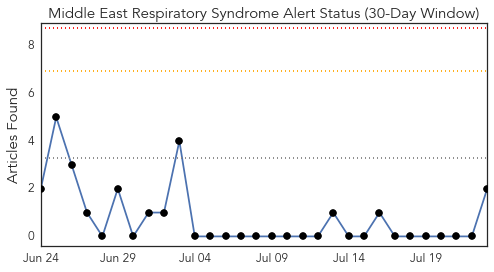 Middle East Respiratory Syndrome Alert Status (30-Day Window)
Articles Found
8
6
4
2
0
Jun 24 Jun 29 Jul 04 Jul 09 Jul 14 Jul 19